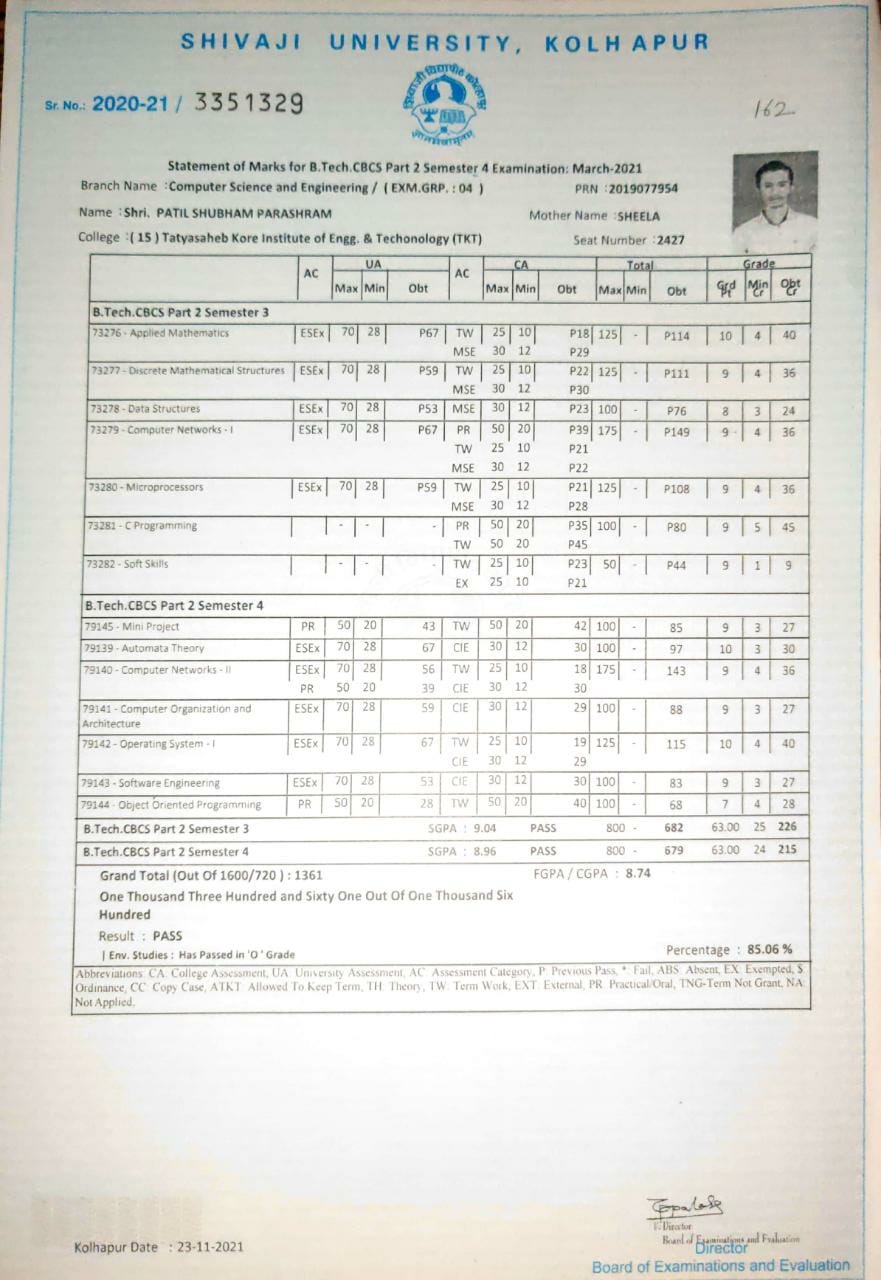 SHIVAJI UNIVERSITY, KOLHAPUR
Sr. No.: 2020-21 / 3351329
शिवाजी विद्यापीठ कोल्हापूर
162
Statement of Marks for B.Tech.CBCS Part 2 Semester 4 Examination: March-2021
Branch Name :Computer Science and Engineering / ( EXM.GRP. : 04 ) PRN :2019077954
Name :Shri. PATIL SHUBHAM PARASHRAM Mother Name :SHEELA
College :( 15 ) Tatyasaheb Kore Institute of Engg. & Techonology (TKT) Seat Number :2427
AC UA AC CA Total Grade
Max Min Obt Max Min Obt Max Min Obt Grd Pt Min Cr Obt Cr
B.Tech.CBCS Part 2 Semester 3
73276 - Applied Mathematics ESEx 70 28 P67 TW 25 10 P18 125 - P114 10 4 40
MSE 30 12 P29
73277 - Discrete Mathematical Structures ESEx 70 28 P59 TW 25 10 P22 125 - P111 9 4 36
MSE 30 12 P30
73278 - Data Structures ESEx 70 28 P53 MSE 30 12 P23 100 - P76 8 3 24
73279 - Computer Networks - I ESEx 70 28 P67 PR 50 20 P39 175 - P149 9 4 36
TW 25 10 P21
MSE 30 12 P22
73280 - Microprocessors ESEx 70 28 P59 TW 25 10 P21 125 - P108 9 4 36
MSE 30 12 P28
73281 - C Programming - - - PR 50 20 P35 100 - P80 9 5 45
TW 50 20 P45
73282 - Soft Skills - - - TW 25 10 P23 50 - P44 9 1 9
EX 25 10 P21
B.Tech.CBCS Part 2 Semester 4
79145 - Mini Project PR 50 20 43 TW 50 20 42 100 - 85 9 3 27
79139 - Automata Theory ESEx 70 28 67 CIE 30 12 30 100 - 97 10 3 30
79140 - Computer Networks - II ESEx 70 28 56 TW 25 10 18 175 - 143 9 4 36
PR 50 20 39 CIE 30 12 30
79141 - Computer Organization and ESEx 70 28 59 CIE 30 12 29 100 - 88 9 3 27
Architecture
79142 - Operating System - I ESEx 70 28 67 TW 25 10 19 125 - 115 10 4 40
CIE 30 12 29
79143 - Software Engineering ESEx 70 28 53 CIE 30 12 30 100 - 83 9 3 27
79144 - Object Oriented Programming PR 50 20 28 TW 50 20 40 100 - 68 7 4 28
B.Tech.CBCS Part 2 Semester 3 SGPA : 9.04 PASS 800 - 682 63.00 25 226
B.Tech.CBCS Part 2 Semester 4 SGPA : 8.96 PASS 800 - 679 63.00 24 215
Grand Total (Out Of 1600/720 ) : 1361 FGPA / CGPA : 8.74
One Thousand Three Hundred and Sixty One Out Of One Thousand Six
Hundred
Result : PASS
| Env. Studies : Has Passed in 'O' Grade Percentage : 85.06 %
Abbreviations: CA: College Assessment, UA: University Assessment, AC: Assessment Category, P: Previous Pass, *: Fail, ABS: Absent, EX: Exempted, $:
Ordinance, CC: Copy Case, ATKT: Allowed To Keep Term, TH: Theory, TW: Term Work, EXT: External, PR: Practical/Oral, TNG-Term Not Grant, NA:
Not Applied,
Director
Board of Examinations and Evaluation
Kolhapur Date : 23-11-2021
Director
Board of Examinations and Evaluation